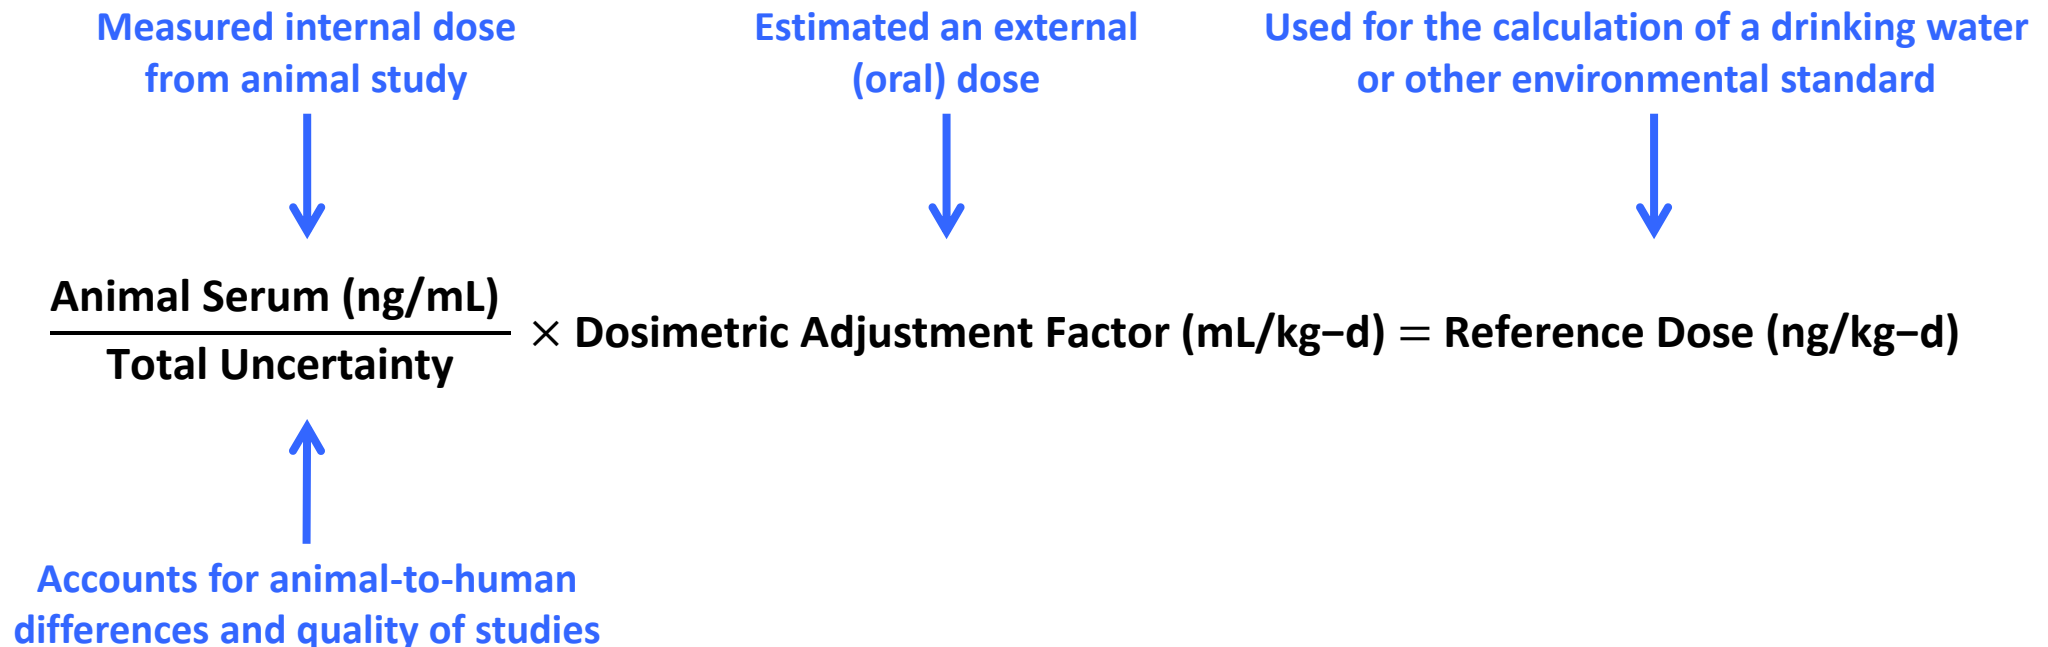 Measured internal dose
from animal study
Estimated an external
(oral) dose
Used for the calculation of a drinking water
or other environmental standard
Animal Serum (ng/mL)
Total Uncertainty
× Dosimetric Adjustment Factor (mL/kg−d) = Reference Dose (ng/kg−d)
Accounts for animal-to-human
differences and quality of studies